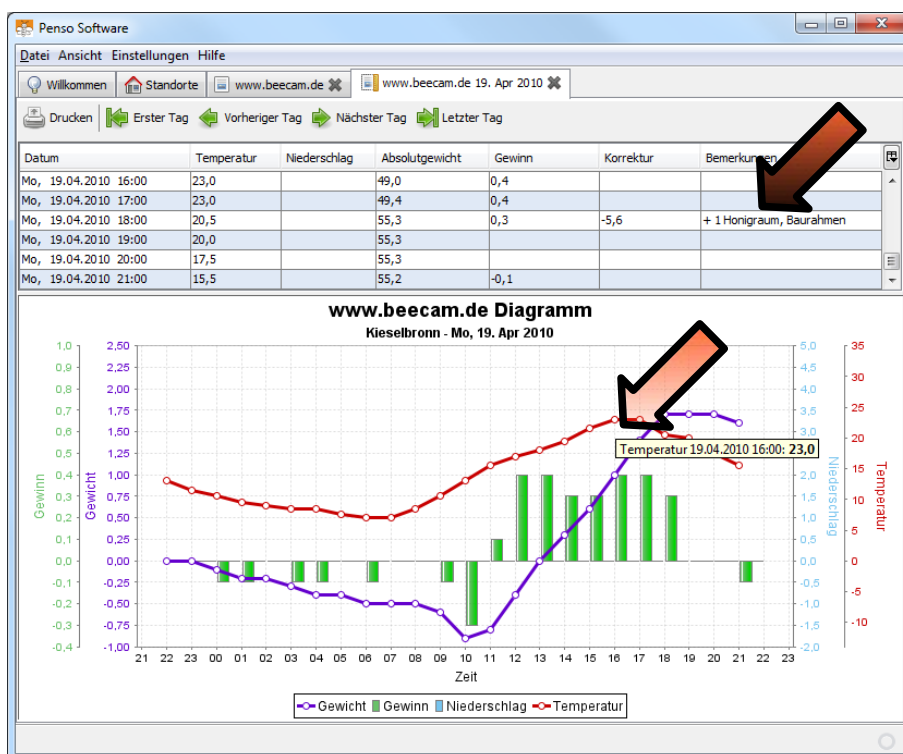 Penso Software
Datei Ansicht Einstellungen Hilfe
Willkommen Standorte www.beecam.de www.beecam.de 19. Apr 2010
Drucken Erster Tag Vorheriger Tag Nächster Tag Letzter Tag
Datum Temperatur Niederschlag Absolutgewicht Gewinn Korrektur Bemerkungen
Mo, 19.04.2010 16:00 23,0 49,0 0,4
Mo, 19.04.2010 17:00 23,0 49,4 0,4
Mo, 19.04.2010 18:00 20,5 55,3 0,3 -5,6 + 1 Honigraum, Baurahmen
Mo, 19.04.2010 19:00 20,0 55,3
Mo, 19.04.2010 20:00 17,5 55,3
Mo, 19.04.2010 21:00 15,5 55,2 -0,1
www.beecam.de Diagramm
Kieselbronn - Mo, 19. Apr 2010
1,0 2,50 5,0 35
0,9 2,25 4,5 30
0,8 2,00 4,0
0,7 1,75 3,5 25
0,6 1,50 3,0 20
0,5 1,25
Temperatur 19.04.2010 16:00: 23,0
0,4 1,00 2,0 15
0,3 0,75 1,5 10
0,2 0,50 1,0 5
0,1 0,25 0,5
0,0 0,00 0,0 0
-0,1 -0,25 -0,5 -5
-0,2 -0,50 -1,0 -10
-0,3 -0,75 -1,5
-0,4 -1,00 -2,0
Gewinn
Gewicht
Niederschlag
Temperatur
21 22 23 00 01 02 03 04 05 06 07 08 09 10 11 12 13 14 15 16 17 18 19 20 21 22 23
Zeit
Gewicht Gewinn Niederschlag Temperatur